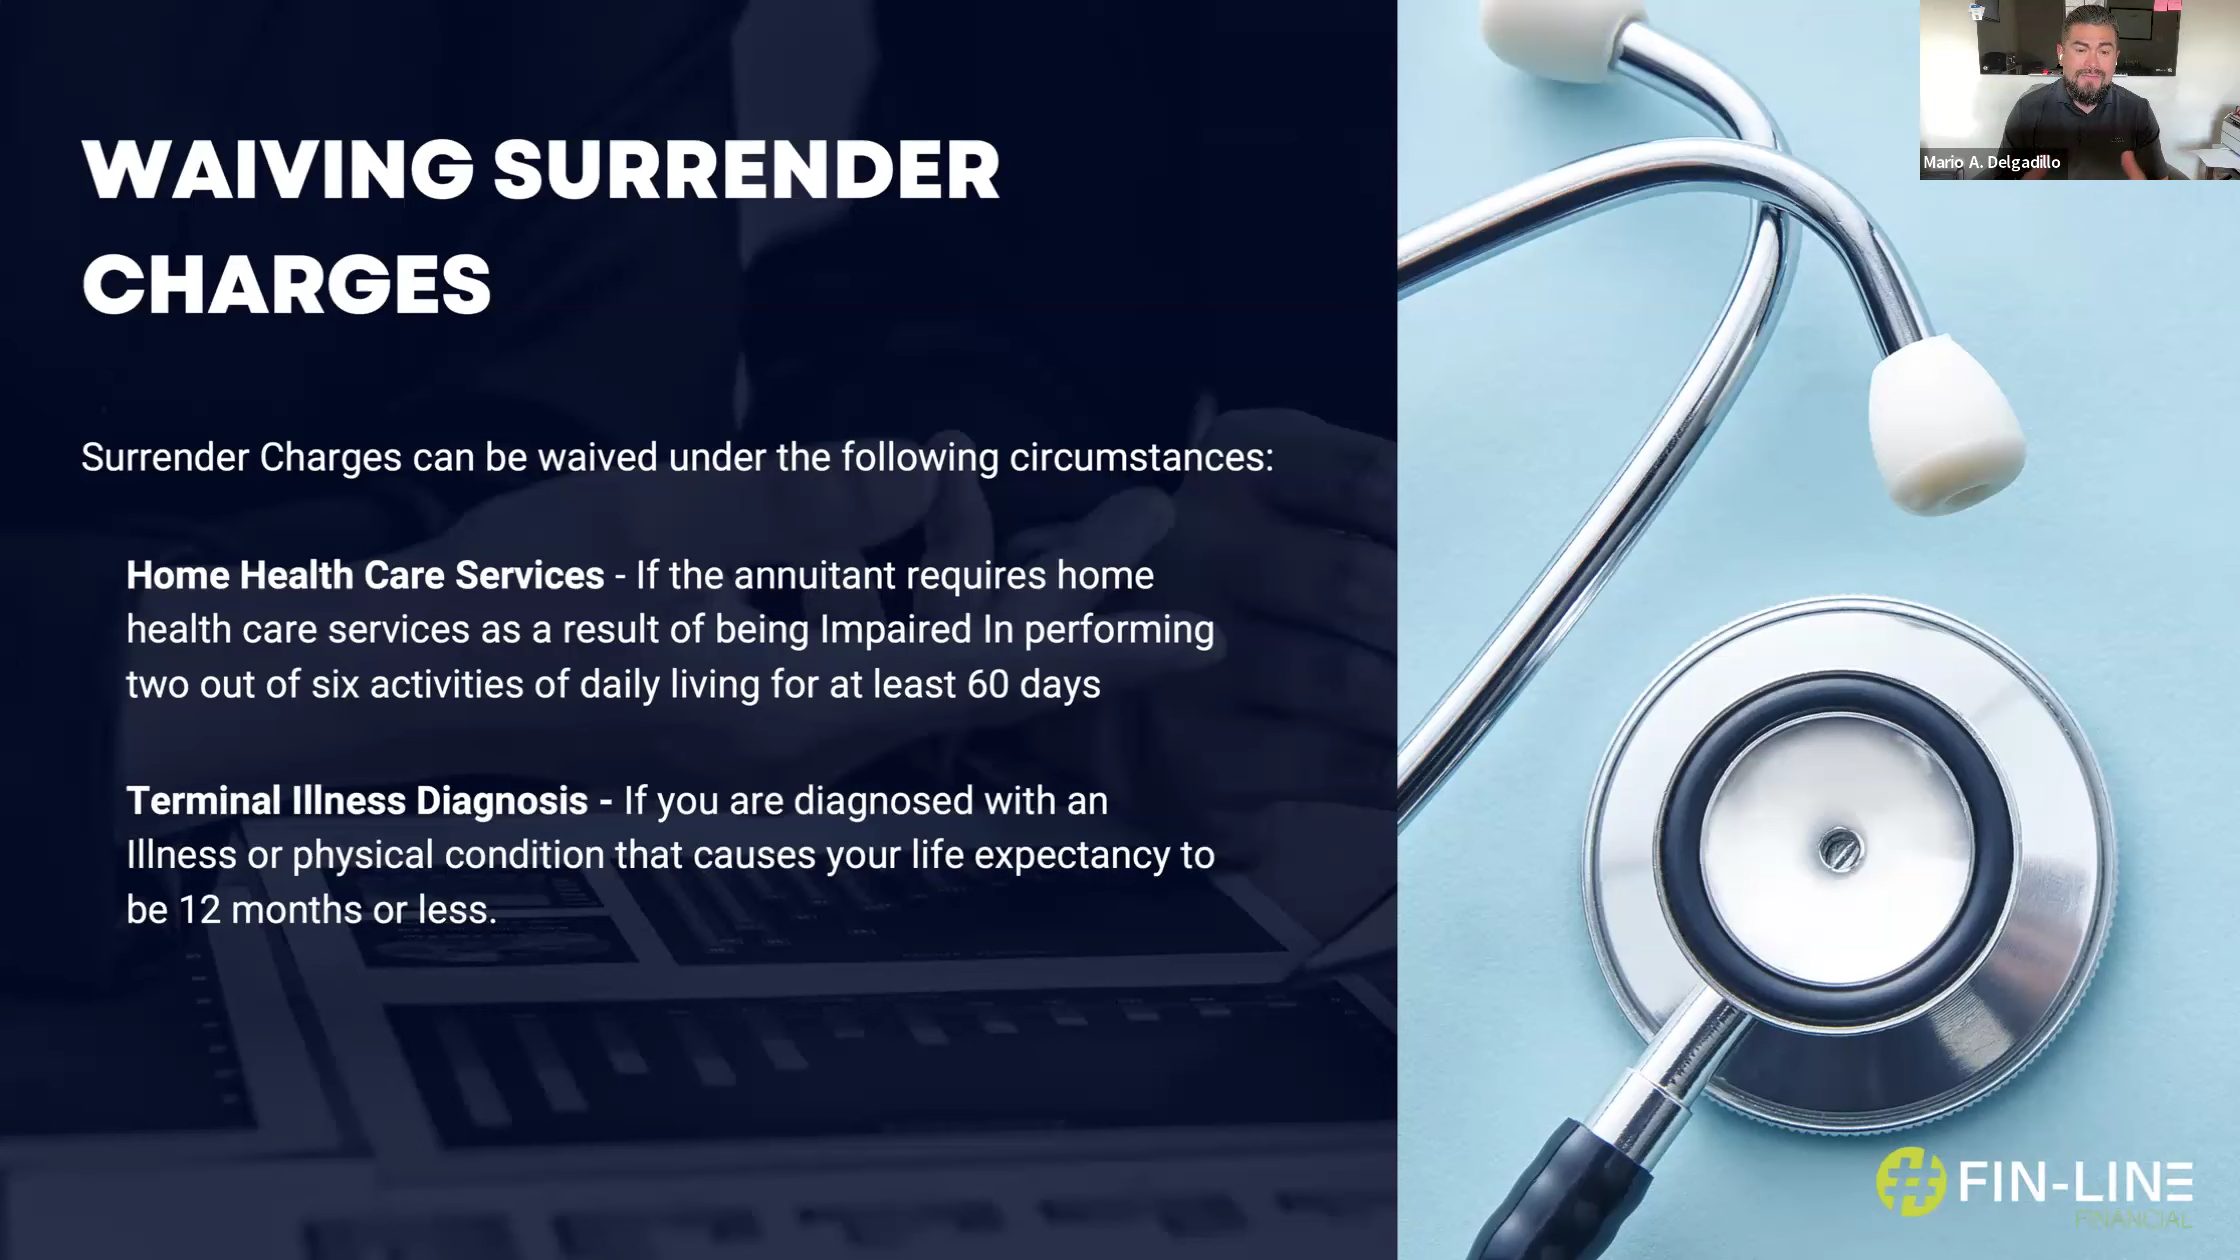 WAIVING SURRENDER
CHARGES
Surrender Charges can be waived under the following circumstances:
Home Health Care Services - If the annuitant requires home
health care services as a result of being Impaired In performing
two out of six activities of daily living for at least 60 days
Terminal Illness Diagnosis - If you are diagnosed with an
Illness or physical condition that causes your life expectancy to
be 12 months or less.
Mario A. Delgadillo
FIN-LINE
FINANCIAL